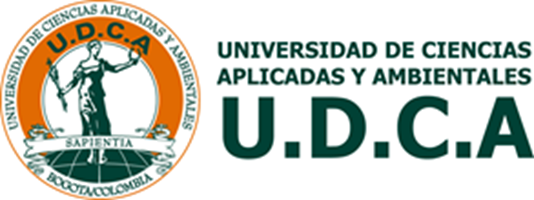 UNIVERSIDAD DE CIENCIAS APLICADAS Y AMBIENTALES
U.D.C.A
SAPIENTIA
BOGOTA/COLOMBIA
UNIVERSIDAD DE CIENCIAS
APLICADAS Y AMBIENTALES
U.D.C.A